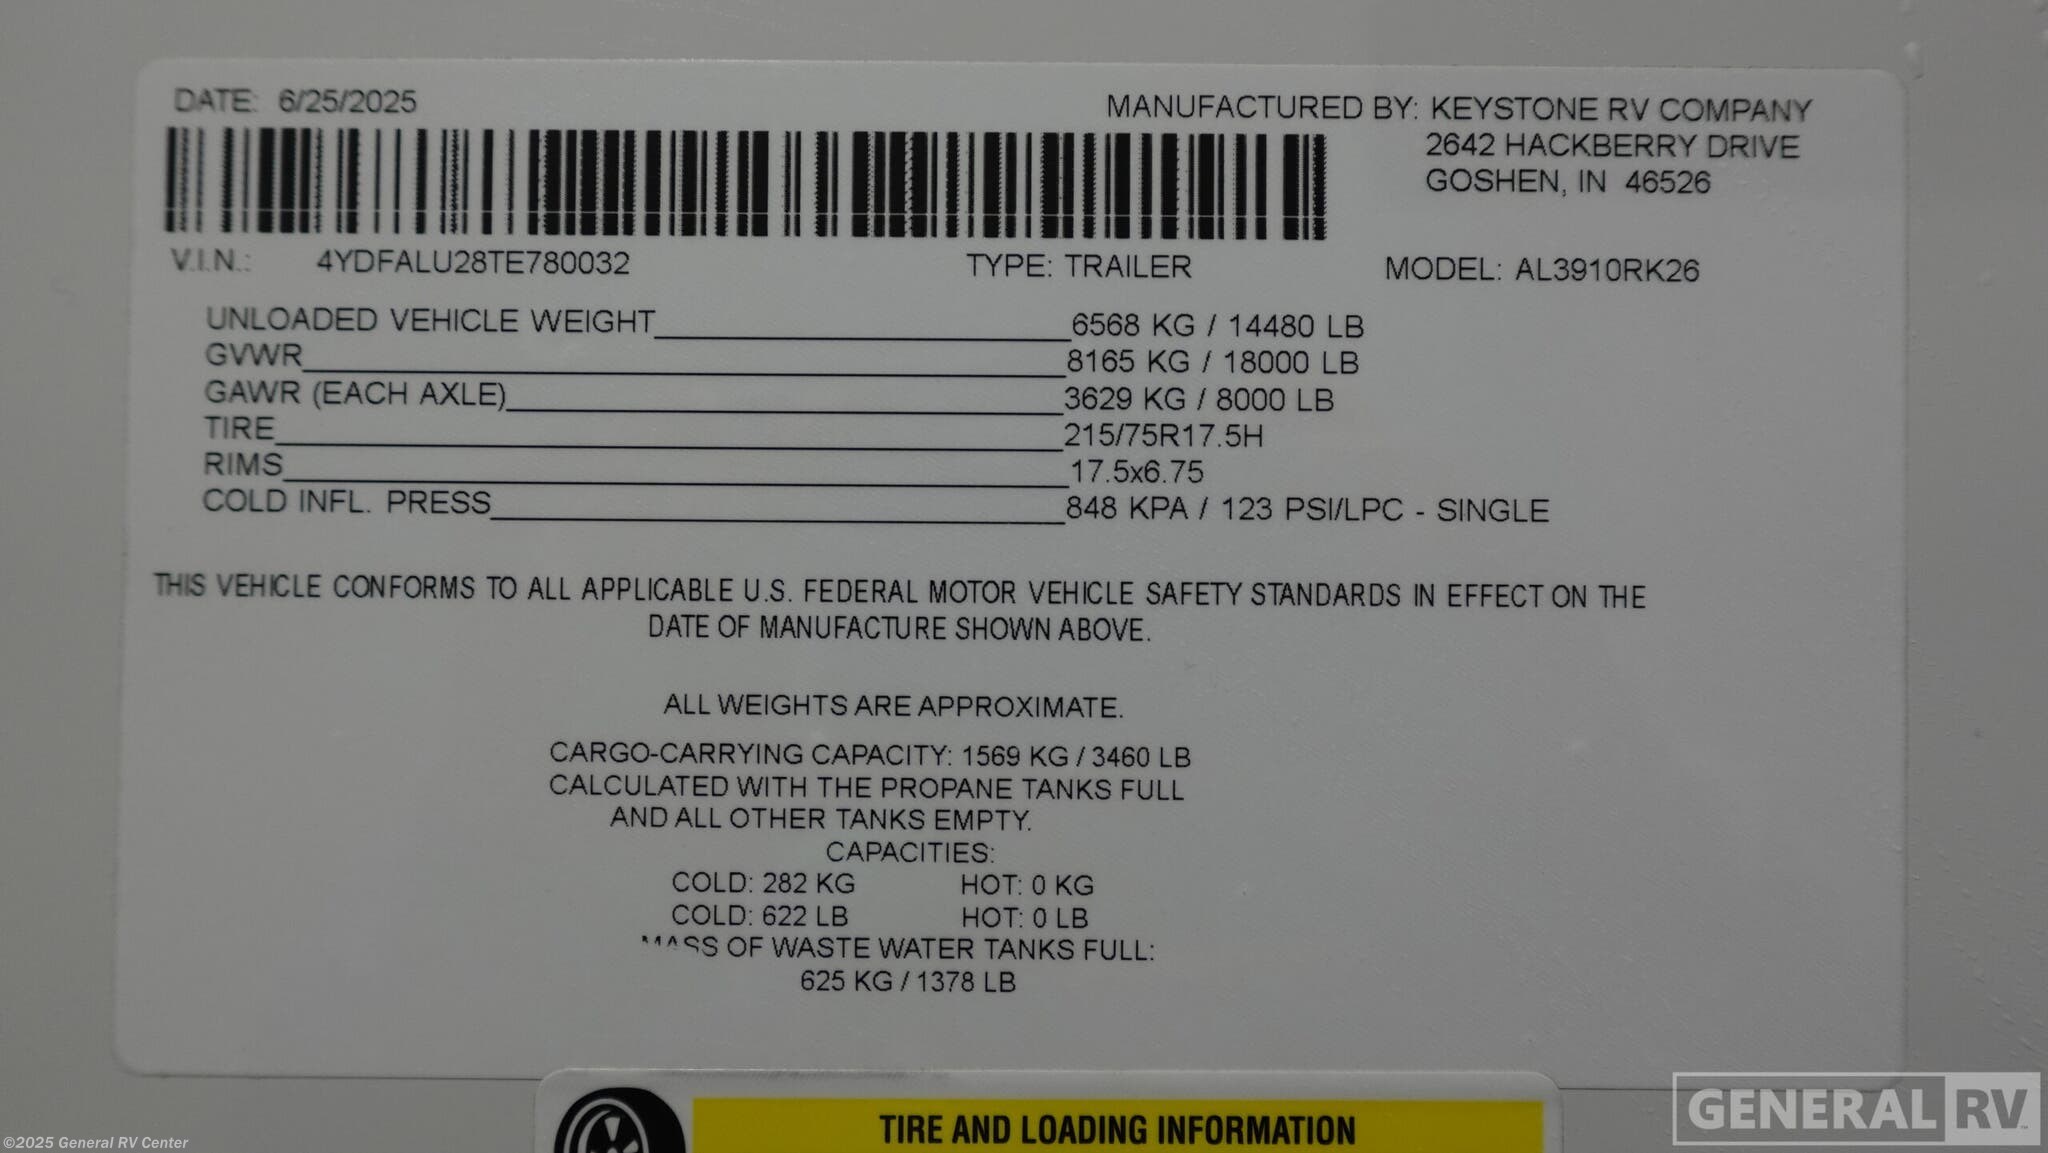 DATE: 6/25/2025
MANUFACTURED BY: KEYSTONE RV COMPANY
2642 HACKBERRY DRIVE
GOSHEN, IN 46526
V.I.N.: 4YDFALU28TE780032 TYPE: TRAILER MODEL: AL3910RK26
UNLOADED VEHICLE WEIGHT 6568 KG / 14480 LB
GVWR 8165 KG / 18000 LB
GAWR (EACH AXLE) 3629 KG / 8000 LB
TIRE 215/75R17.5H
RIMS 17.5x6.75
COLD INFL. PRESS 848 KPA / 123 PSI/LPC - SINGLE
THIS VEHICLE CONFORMS TO ALL APPLICABLE U.S. FEDERAL MOTOR VEHICLE SAFETY STANDARDS IN EFFECT ON THE
DATE OF MANUFACTURE SHOWN ABOVE.
ALL WEIGHTS ARE APPROXIMATE.
CARGO-CARRYING CAPACITY: 1569 KG / 3460 LB
CALCULATED WITH THE PROPANE TANKS FULL
AND ALL OTHER TANKS EMPTY.
CAPACITIES:
COLD: 282 KG HOT: 0 KG
COLD: 622 LB HOT: 0 LB
MASS OF WASTE WATER TANKS FULL:
625 KG / 1378 LB
TIRE AND LOADING INFORMATION
GENERAL RV™
©2025 General RV Center